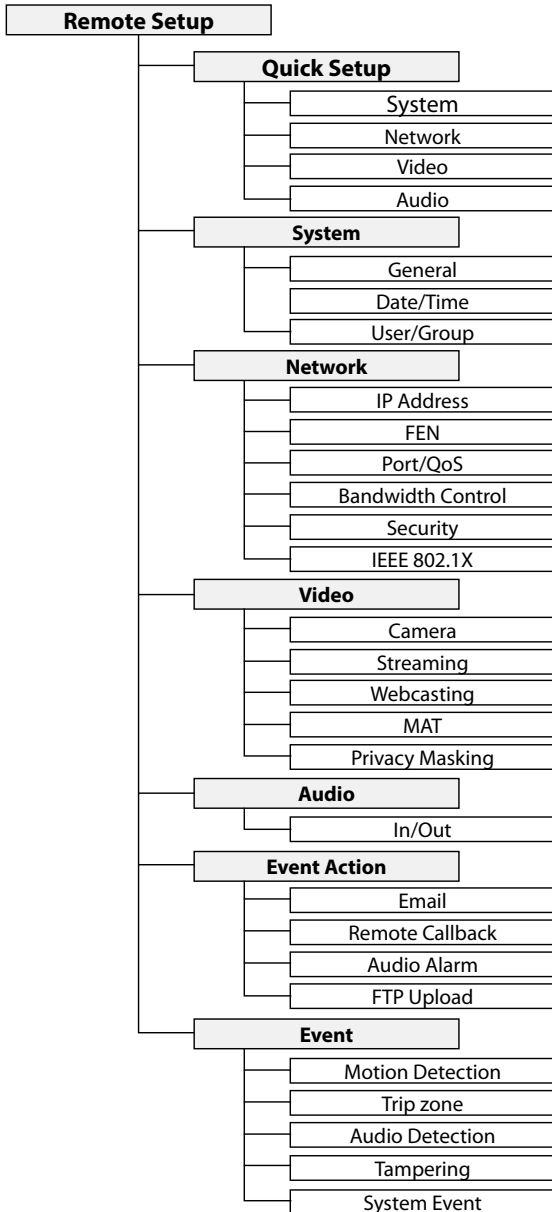 Remote Setup
Quick Setup
System
Network
Video
Audio
System
General
Date/Time
User/Group
Network
IP Address
FEN
Port/QoS
Bandwidth Control
Security
IEEE 802.1X
Video
Camera
Streaming
Webcasting
MAT
Privacy Masking
Audio
In/Out
Event Action
Email
Remote Callback
Audio Alarm
FTP Upload
Event
Motion Detection
Trip zone
Audio Detection
Tampering
System Event